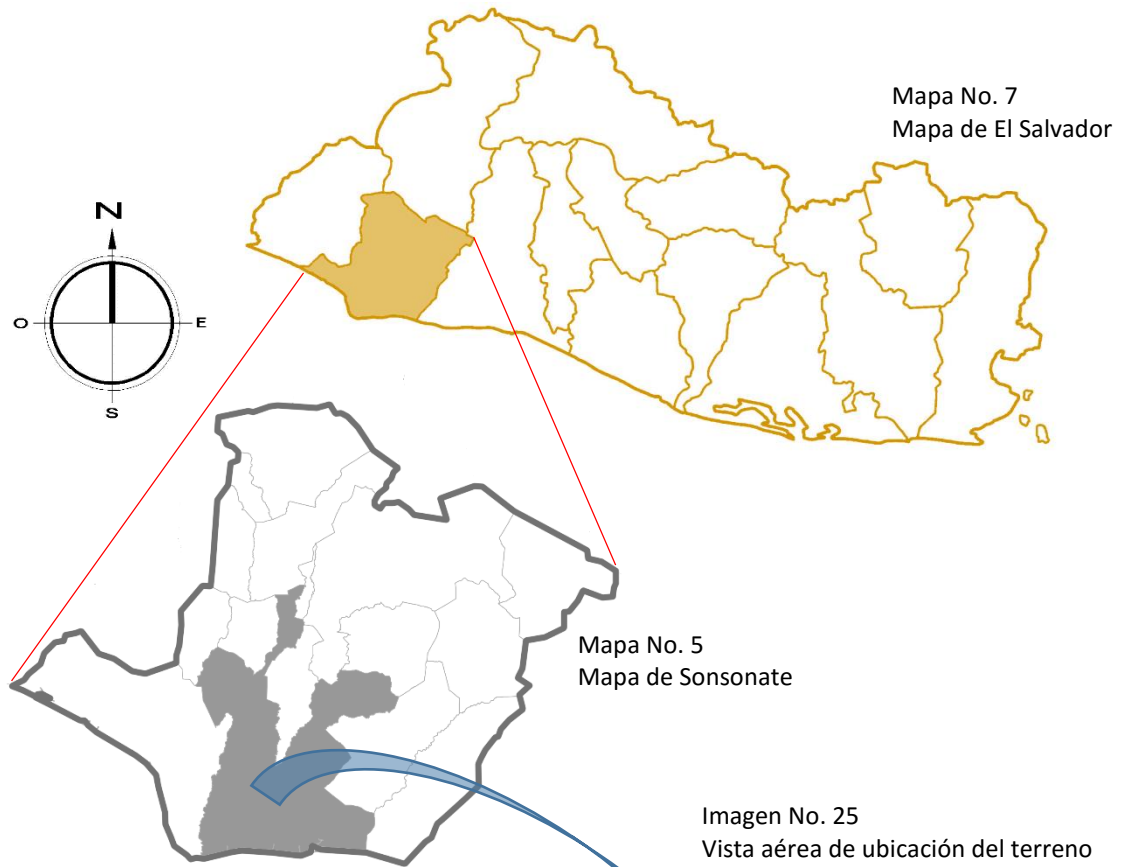 Mapa No. 7
Mapa de El Salvador
N
O
E
S
Mapa No. 5
Mapa de Sonsonate
Imagen No. 25
Vista aérea de ubicación del terreno